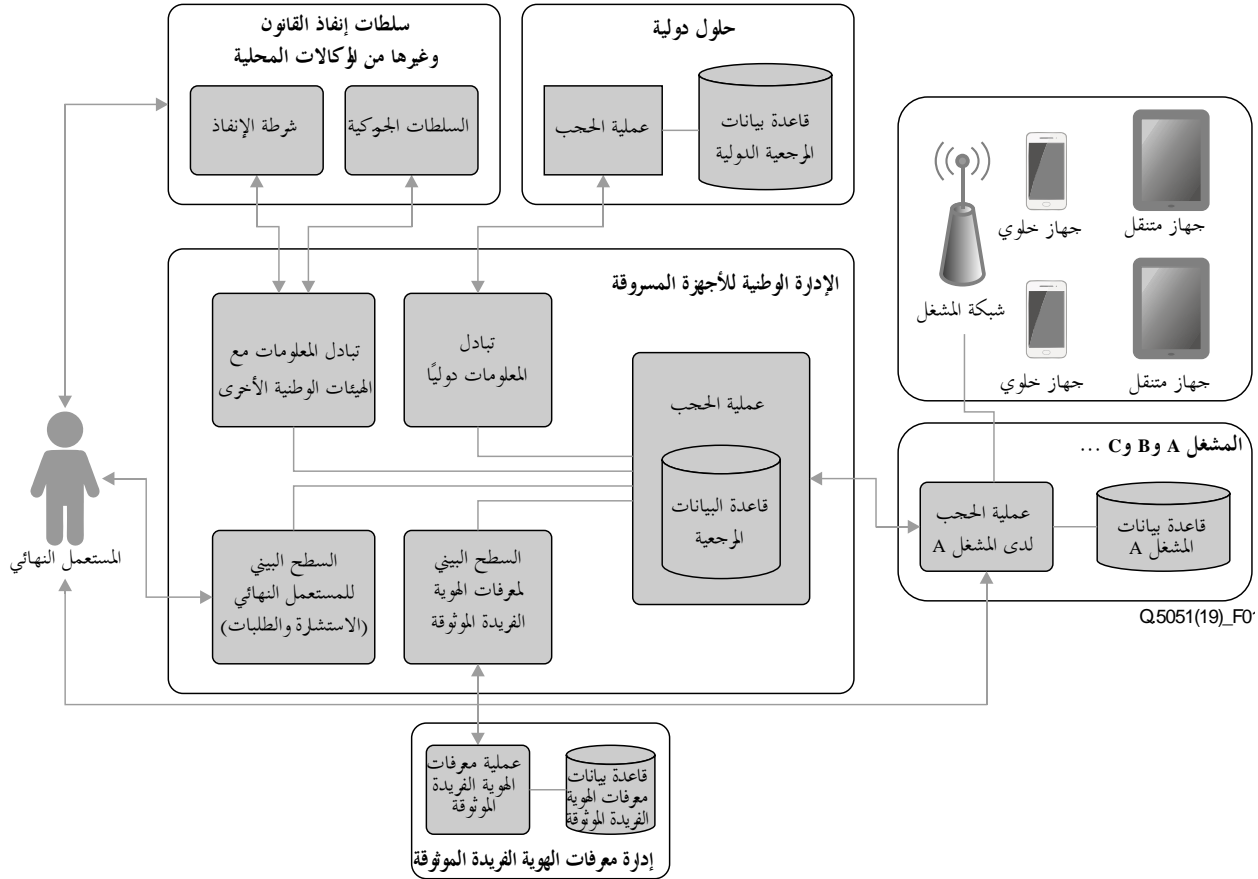 سلطات إنفاذ القانون
وغيرها من الوكالات المحلية
شرطة الإنفاذ
السلطات الجمركية
حلول دولية
عملية الحجب
قاعدة بيانات
المرجعية الدولية
جهاز خلوي
جهاز متنقل
شبكة المشغل
جهاز خلوي
جهاز متنقل
الإدارة الوطنية للأجهزة المسروقة
تبادل المعلومات مع
الهيئات الوطنية الأخرى
تبادل
المعلومات دوليًا
عملية الحجب
قاعدة البيانات
المرجعية
السطح البيني
للمستعمل النهائي
(الاستشارة والطلبات)
السطح البيني
لمعرفات الهوية
الفريدة الموثوقة
المستعمل النهائي
المشغل A وB وC ...
عملية الحجب
لدى المشغل A
قاعدة بيانات
المشغل A
Q.5051(19)_F01
عملية معرفات
الهوية الفريدة
الموثوقة
قاعدة بيانات
معرفات الهوية
الفريدة الموثوقة
إدارة معرفات الهوية الفريدة الموثوقة